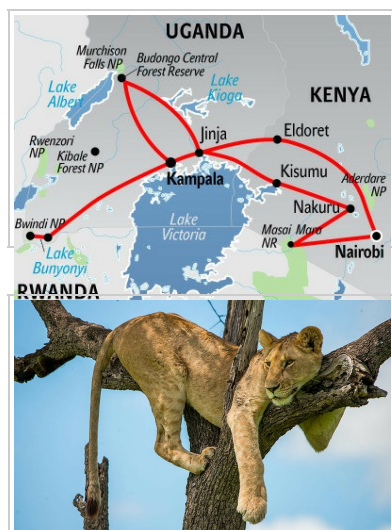 UGANDA
Murchison
Falls NP
Budongo Central
Forest Reserve
Lake
Albert
Lake
Kioga
KENYA
Jinja
Eldoret
Rwenzori
NP
Kibale
Forest NP
Kampala
Kisumu
Aderdare
NP
Nakuru
Bwindi NP
Lake
Victoria
Masai Mara
NR
Lake
Bunyonyi
Nairobi
RWANDA